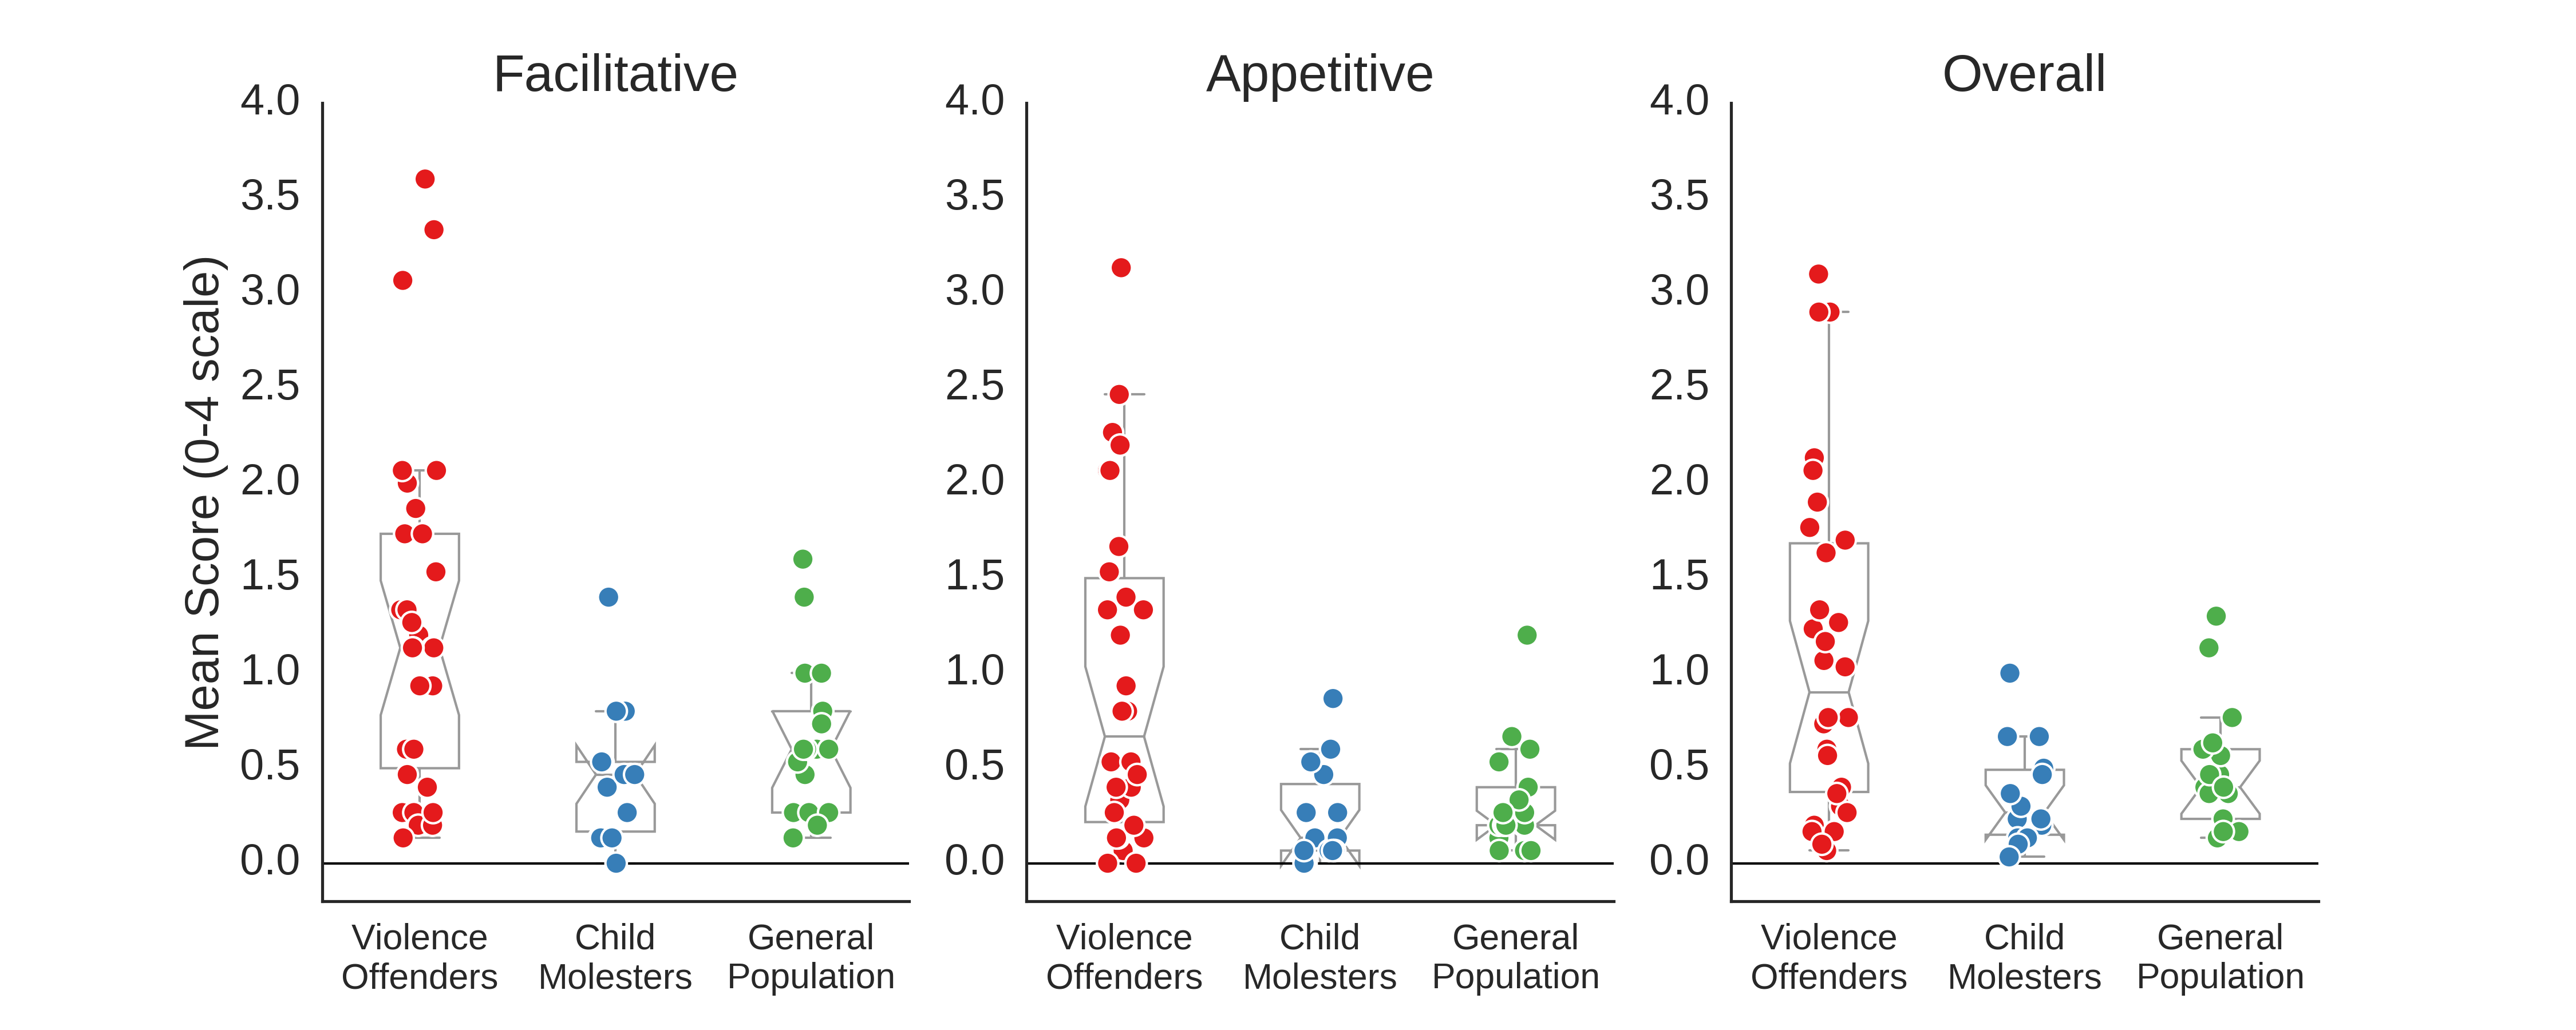 Facilitative
Appetitive
Overall
Mean Score (0-4 scale)
4.0
3.5
3.0
2.5
2.0
1.5
1.0
0.5
0.0
Violence
Offenders
Child
Molesters
General
Population
4.0
3.5
3.0
2.5
2.0
1.5
1.0
0.5
0.0
Violence
Offenders
Child
Molesters
General
Population
4.0
3.5
3.0
2.5
2.0
1.5
1.0
0.5
0.0
Violence
Offenders
Child
Molesters
General
Population